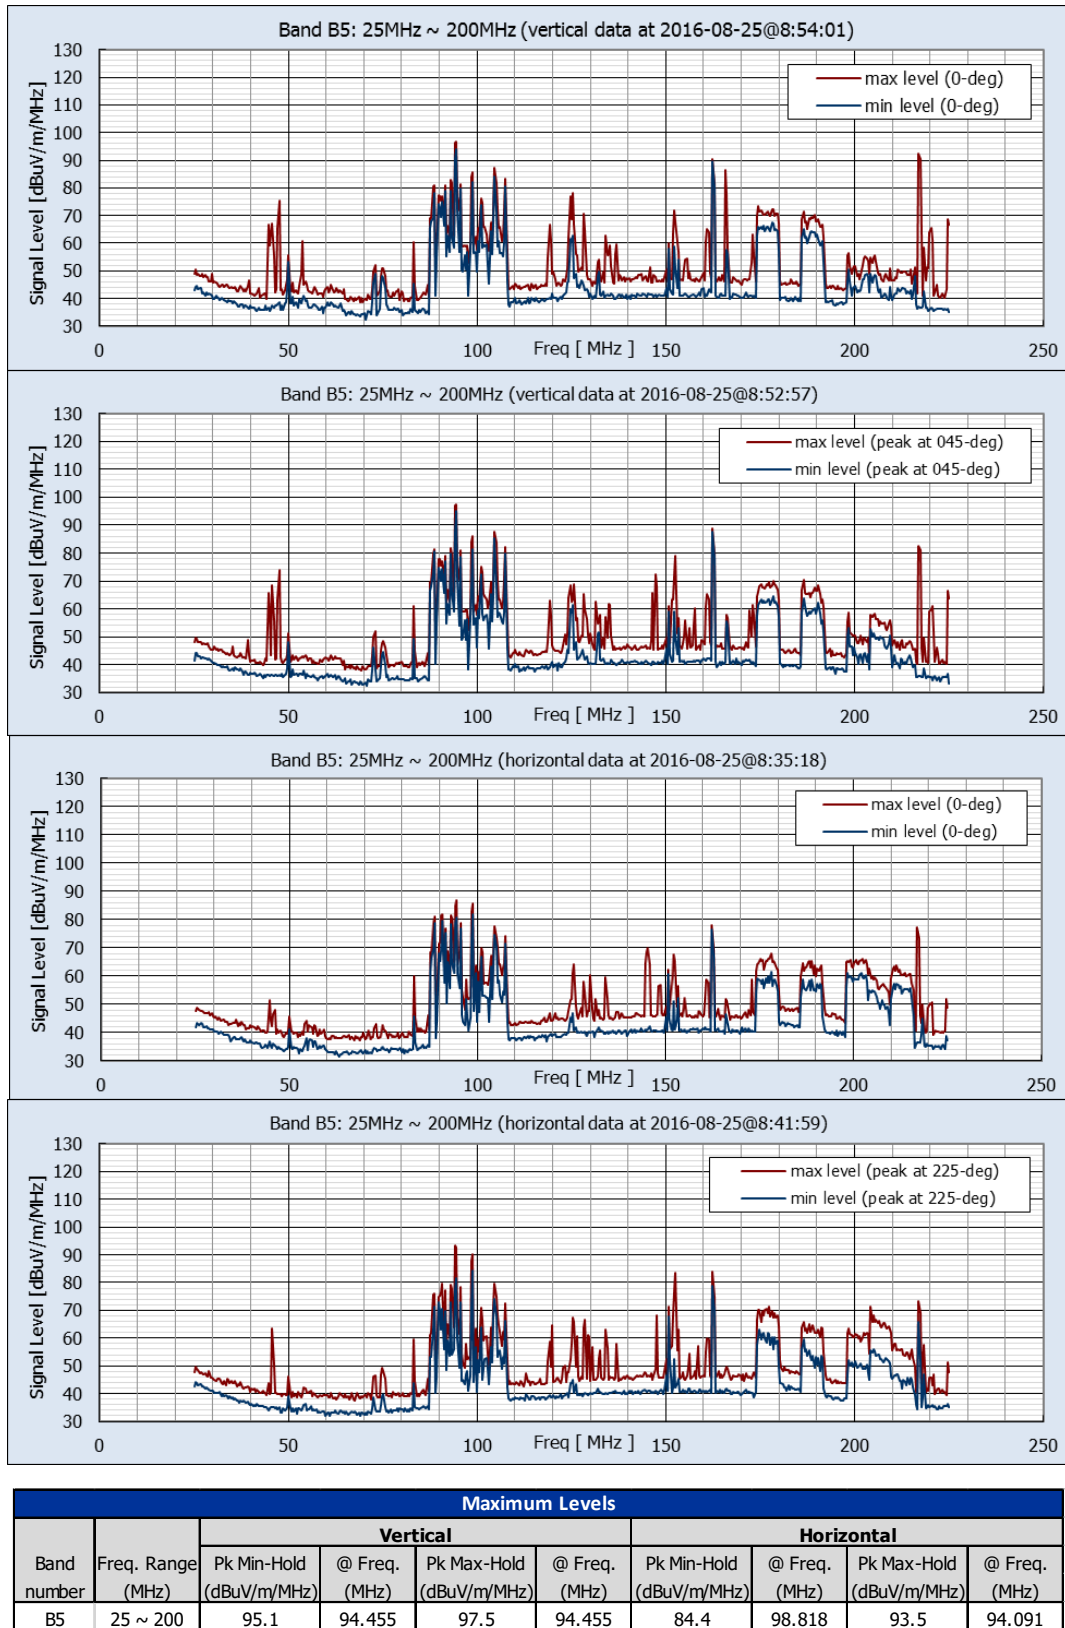 Band B5: 25MHz ~ 200MHz (vertical data at 2016-08-25@8:54:01)
Signal Level [dBuV/m/MHz]
130
120
110
100
90
80
70
60
50
40
30
max level (0-deg)
min level (0-deg)
0 50 Freq [ MHz ] 150 200 250
Band B5: 25MHz ~ 200MHz (vertical data at 2016-08-25@8:52:57)
Signal Level [dBuV/m/MHz]
130
120
110
100
90
80
70
60
50
40
30
max level (peak at 045-deg)
min level (peak at 045-deg)
0 50 100 Freq [ MHz ] 150 200 250
Band B5: 25MHz ~ 200MHz (horizontal data at 2016-08-25@8:35:18)
Signal Level [dBuV/m/MHz]
130
120
110
100
90
80
70
60
50
40
30
max level (0-deg)
min level (0-deg)
0 50 100 Freq [ MHz ] 150 200 250
Band B5: 25MHz ~ 200MHz (horizontal data at 2016-08-25@8:41:59)
Signal Level [dBuV/m/MHz]
130
120
110
100
90
80
70
60
50
40
30
max level (peak at 225-deg)
min level (peak at 225-deg)
0 50 100 Freq [ MHz ] 150 200 250
Maximum Levels
Vertical Horizontal
Band Freq. Range Pk Min-Hold @ Freq. Pk Max-Hold @ Freq. Pk Min-Hold @ Freq. Pk Max-Hold @ Freq.
number (MHz) (dBuV/m/MHz) (MHz) (dBuV/m/MHz) (MHz) (dBuV/m/MHz) (MHz) (dBuV/m/MHz) (MHz)
B5 25 ~ 200 95.1 94.455 97.5 94.455 84.4 98.818 93.5 94.091